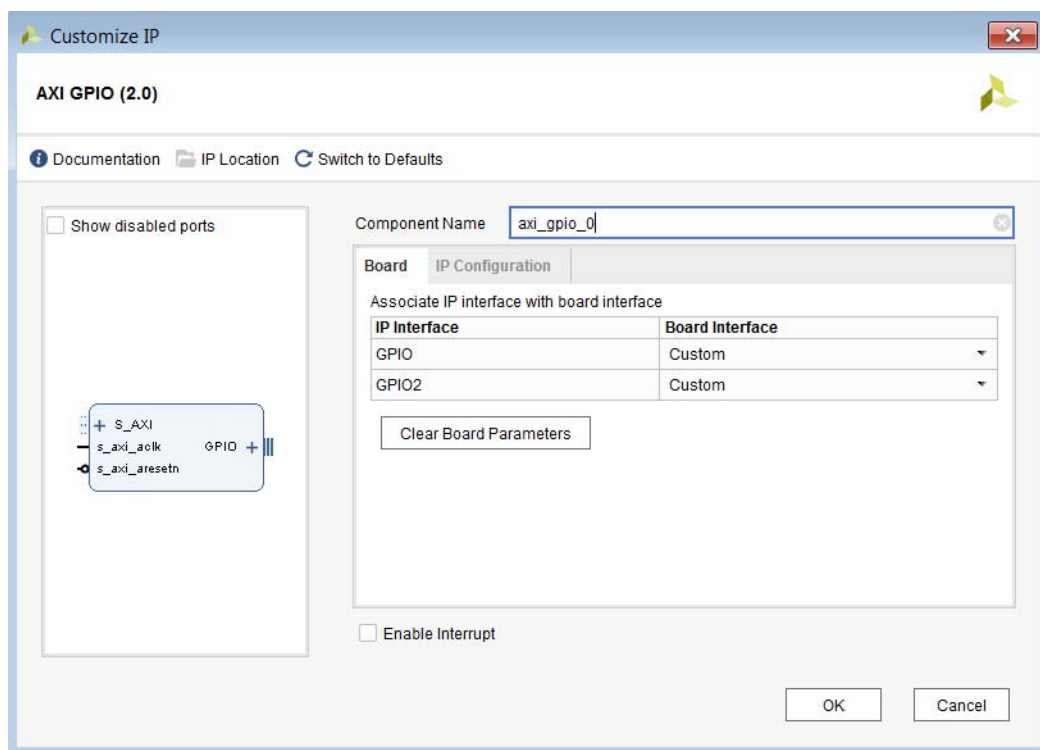 Customize IP
AXI GPIO (2.0)
Documentation IP Location Switch to Defaults
Show disabled ports
S_AXI
s_axi_aclk GPIO
s_axi_aresetn
Component Name axi_gpio_0
Board IP Configuration
Associate IP interface with board interface
IP Interface Board Interface
GPIO Custom
GPIO2 Custom
Clear Board Parameters
Enable Interrupt
OK Cancel